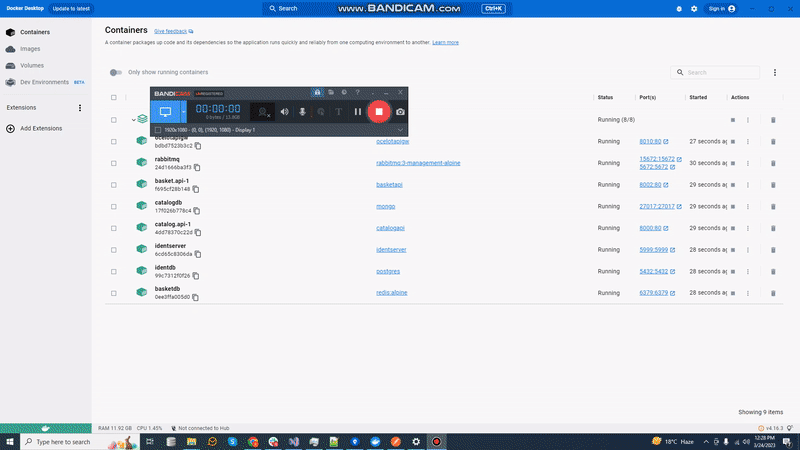 Docker Desktop Update to latest Search Ctrl+K Sign in
www.BANDICAM.com
Containers Give feedback
A container packages up code and its dependencies so the application runs quickly and reliably from one computing environment to another. Learn more
Containers
Images
Volumes
Dev Environments BETA
Extensions
Add Extensions
Only show running containers
Search
BANDICAM UNREGISTERED
00:00:00
0 bytes / 13.9GB
1920x1080 - (0, 0), (1920, 1080) - Display 1
Status Port(s) Started Actions
Running (8/8)
ocelotapigw
bdbd7523b3c2 ocelotapigw Running 8010:80 27 seconds ag
rabbitmq
24d1666ba3f3 rabbitmq:3-management-alpine Running 15672:15672 30 seconds ag
5672:5672
basket.api-1
f695cf28b148 basketapi Running 8002:80 29 seconds ag
catalogdb
17f026b778c4 mongo Running 27017:27017 29 seconds ag
catalog.api-1
4dd78370c22d catalogapi Running 8000:80 29 seconds ag
identserver
6cd65c8306da identserver Running 5999:5999 28 seconds ag
identdb
99c7312f0f26 postgres Running 5432:5432 28 seconds ag
basketdb
0ee3ffa005d0 redis:alpine Running 6379:6379 28 seconds ag
Showing 9 items
RAM 11.92 GB CPU 1.45% Not connected to Hub
v4.16.3
Type here to search
18°C Haze
12:28 PM
3/24/2023